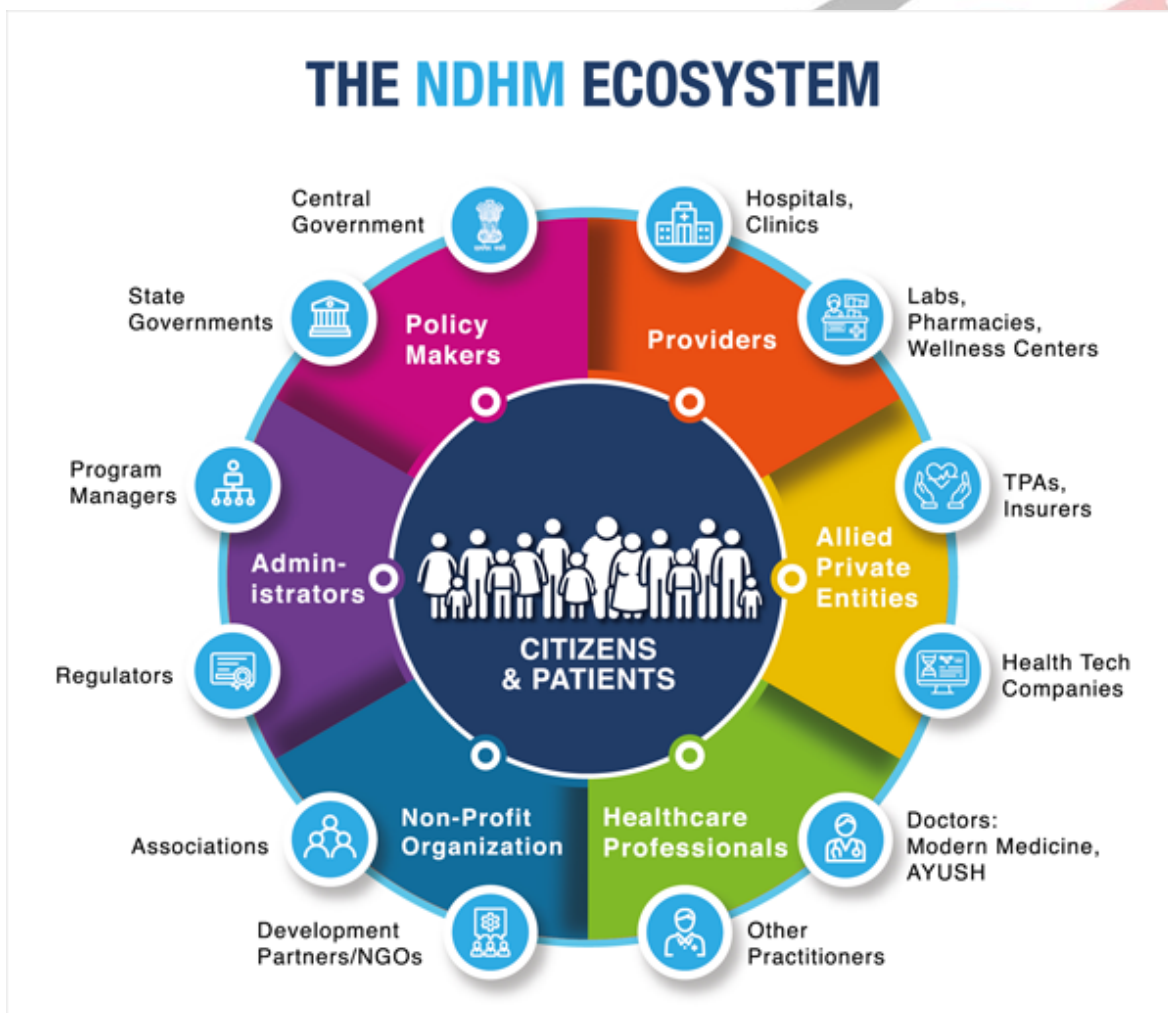 THE NDHM ECOSYSTEM
Central
Government
Hospitals,
Clinics
State
Governments
Labs,
Pharmacies,
Wellness Centers
Policy
Makers
Providers
Program
Managers
TPAs,
Insurers
Admin-
istrators
Allied
Private
Entities
CITIZENS
& PATIENTS
Regulators
Health Tech
Companies
Non-Profit
Organization
Healthcare
Professionals
Associations
Doctors:
Modern Medicine,
AYUSH
Development
Partners/NGOs
Other
Practitioners